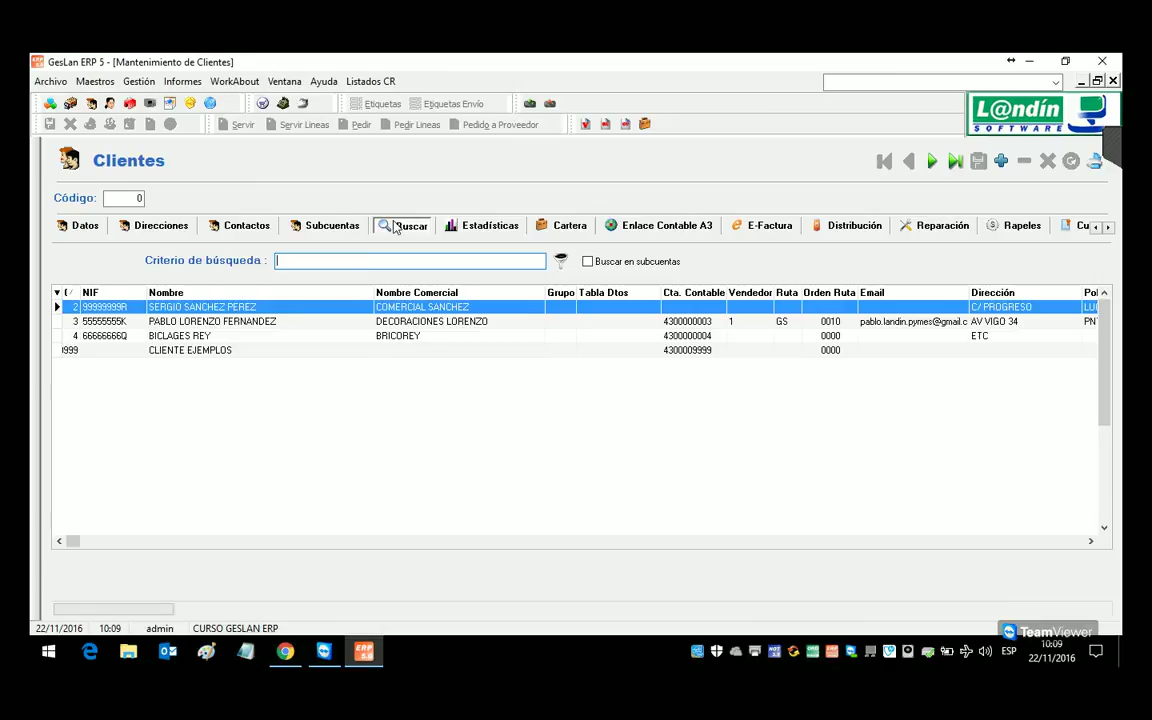 GesLan ERP 5 - [Mantenimiento de Clientes]
Archivo Maestros Gestión Informes WorkAbout Ventana Ayuda Listados CR
Etiquetas Etiquetas Envío
Servir Servir Lineas Pedir Pedir Lineas Pedido a Proveedor
L@ndín
SOFTWARE
Clientes
Código: 0
Datos Direcciones Contactos Subcuentas Buscar Estadísticas Cartera Enlace Contable A3 E-Factura Distribución Reparación Rapeles Cu
Criterio de búsqueda : Buscar en subcuentas
NIF Nombre Nombre Comercial Grupo Tabla Dtos Cta. Contable Vendedor Ruta Orden Ruta Email Dirección Pol
2 99999999R SERGIO SANCHEZ PEREZ COMERCIAL SANCHEZ C/ PROGRESO LU
3 55555555K PABLO LORENZO FERNANDEZ DECORACIONES LORENZO 4300000003 1 GS 0010 pablo.landin.pymes@gmail.c AV VIGO 34 PN
4 66666666Q BICLAGES REY BRICOREY 4300000004 0000 ETC
9999 CLIENTE EJEMPLOS 4300009999 0000
22/11/2016 10:09 admin CURSO GESLAN ERP
TeamViewer
ERP
ESP
10:09
22/11/2016